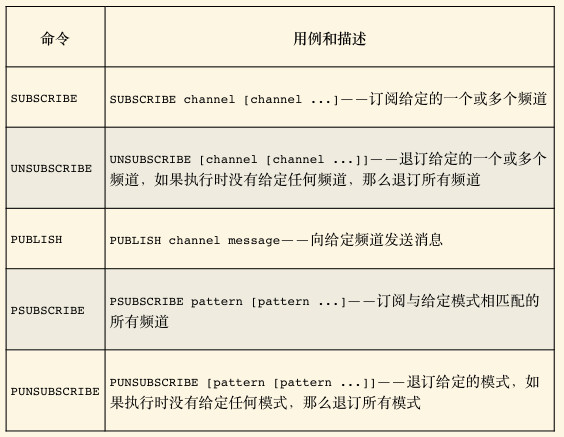 命令 用例和描述
SUBSCRIBE SUBSCRIBE channel [channel ...]——订阅给定的一个或多个频道
UNSUBSCRIBE UNSUBSCRIBE [channel [channel ...]]——退订给定的一个或多个
频道，如果执行时没有给定任何频道，那么退订所有频道
PUBLISH PUBLISH channel message——向给定频道发送消息
PSUBSCRIBE PSUBSCRIBE pattern [pattern ...]——订阅与给定模式相匹配的
所有频道
PUNSUBSCRIBE PUNSUBSCRIBE [pattern [pattern ...]]——退订给定的模式，如
果执行时没有给定任何模式，那么退订所有模式